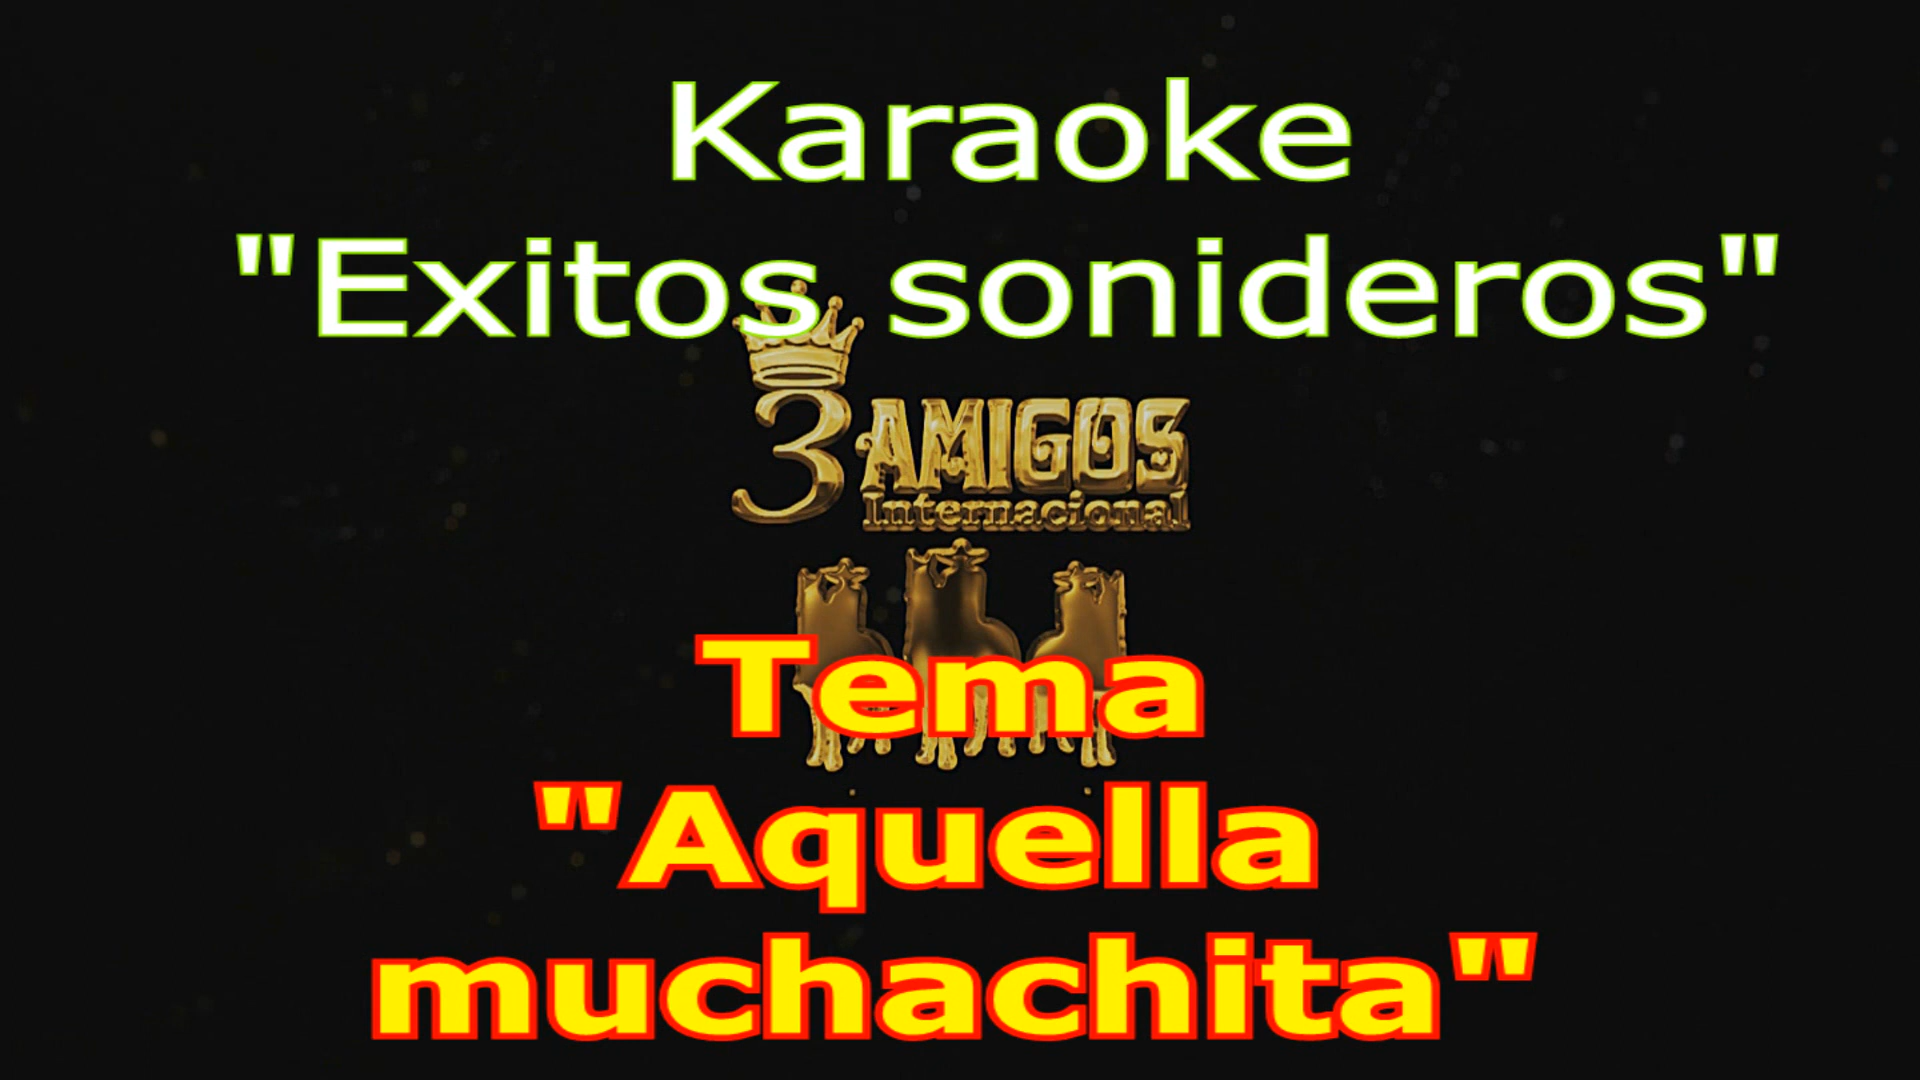 Karaoke
"Exitos sonideros"
3 AMIGOS
Internacional
Tema
"Aquella
muchachita"